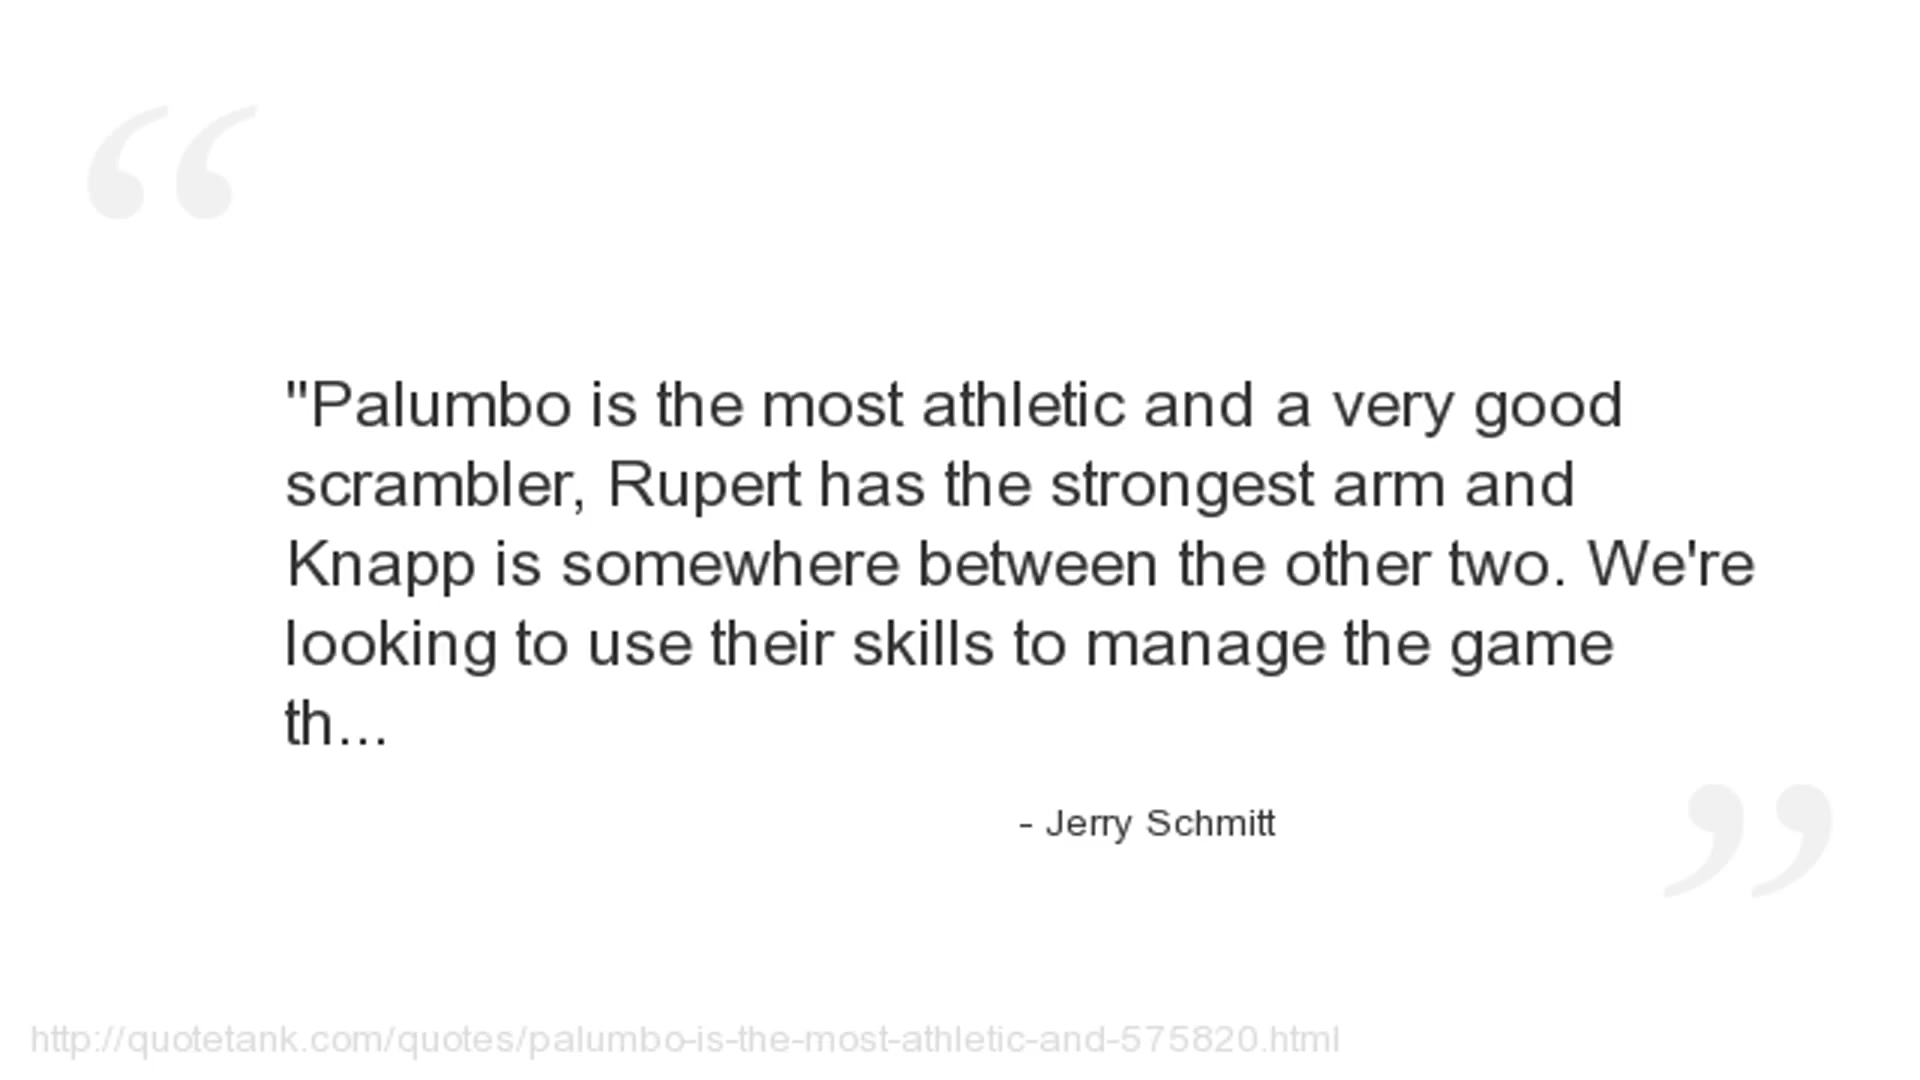 "Palumbo is the most athletic and a very good
scrambler, Rupert has the strongest arm and
Knapp is somewhere between the other two. We're
looking to use their skills to manage the game
th...
- Jerry Schmitt
http://quotetank.com/quotes/palumbo-is-the-most-athletic-and-575820.html